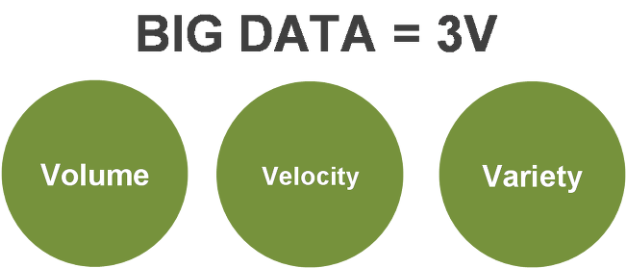 BIG DATA = 3V
Volume
Velocity
Variety